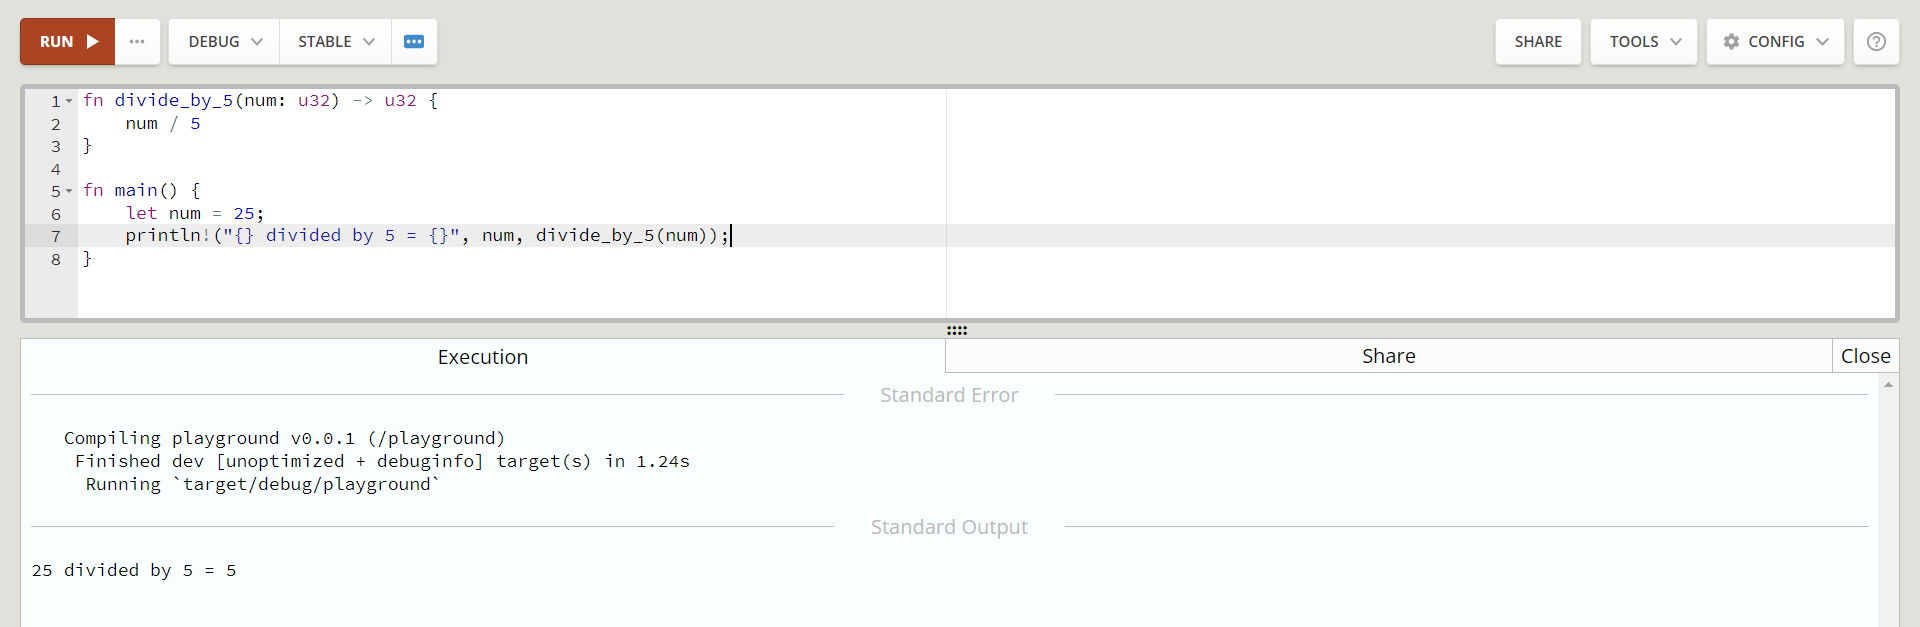 RUN ... DEBUG STABLE ... SHARE TOOLS CONFIG ?
1 fn divide_by_5(num: u32) -> u32 {
2     num / 5
3 }
4
5 fn main() {
6     let num = 25;
7     println!("{} divided by 5 = {}", num, divide_by_5(num));
8 }
Execution Share Close
Standard Error
   Compiling playground v0.0.1 (/playground)
    Finished dev [unoptimized + debuginfo] target(s) in 1.24s
     Running `target/debug/playground`
Standard Output
25 divided by 5 = 5